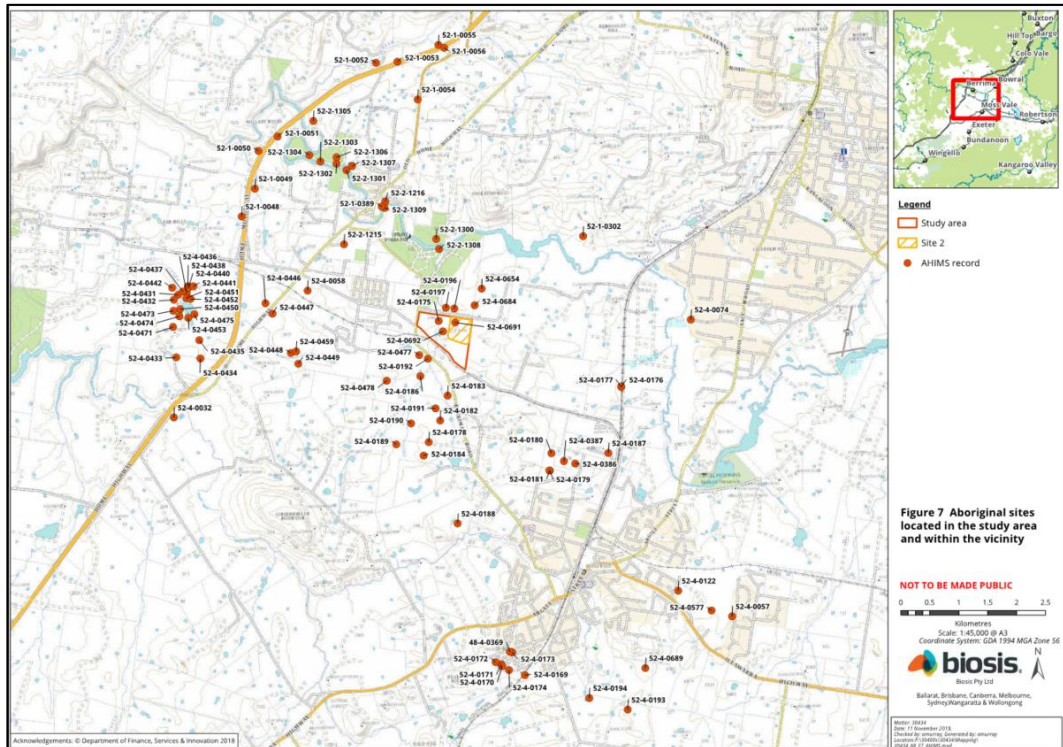 52-1-0055
52-1-0056
52-1-0052
52-1-0053
52-1-0054
52-2-1305
52-1-0051
52-2-1303
52-1-0050
52-2-1304
52-2-1306
52-2-1307
52-2-1302
52-2-1301
52-1-0049
52-2-1216
52-1-0389
52-2-1309
52-1-0048
52-2-1300
52-1-0302
52-2-1215
52-2-1308
52-4-0436
52-4-0438
52-4-0437
52-4-0440
52-4-0446
52-4-0058
52-4-0196
52-4-0654
52-4-0442
52-4-0441
52-4-0431
52-4-0451
52-4-0197
52-4-0432
52-4-0452
52-4-0175
52-4-0684
52-4-0450
52-4-0447
52-4-0074
52-4-0473
52-4-0474
52-4-0475
52-4-0691
52-4-0471
52-4-0453
52-4-0692
52-4-0435
52-4-0459
52-4-0477
52-4-0433
52-4-0448
52-4-0449
52-4-0192
52-4-0434
52-4-0478
52-4-0186
52-4-0183
52-4-0177
52-4-0176
52-4-0032
52-4-0191
52-4-0182
52-4-0190
52-4-0178
52-4-0189
52-4-0184
52-4-0180
52-4-0387
52-4-0187
52-4-0386
52-4-0181
52-4-0179
52-4-0188
52-4-0122
52-4-0577
52-4-0057
48-4-0369
52-4-0172
52-4-0173
52-4-0171
52-4-0169
52-4-0170
52-4-0174
52-4-0689
52-4-0194
52-4-0193
Acknowledgements: © Department of Finance, Services & Innovation 2018
Buxton
Bargo
Hill Top
Colo Vale
Berrima
Bowral
Moss Vale
Robertson
Exeter
Bundanoon
Wingello
Kangaroo Valley
Legend
Study area
Site 2
AHIMS record
Figure 7 Aboriginal sites
located in the study area
and within the vicinity
NOT TO BE MADE PUBLIC
0 0.5 1 1.5 2 2.5
Kilometres
Scale: 1:45,000 @ A3
Coordinate System: GDA 1994 MGA Zone 56
N
biosis.
Biosis Pty Ltd
Ballarat, Brisbane, Canberra, Melbourne,
Sydney,Wangaratta & Wollongong
Matter: 30434
Date: 11 November 2019,